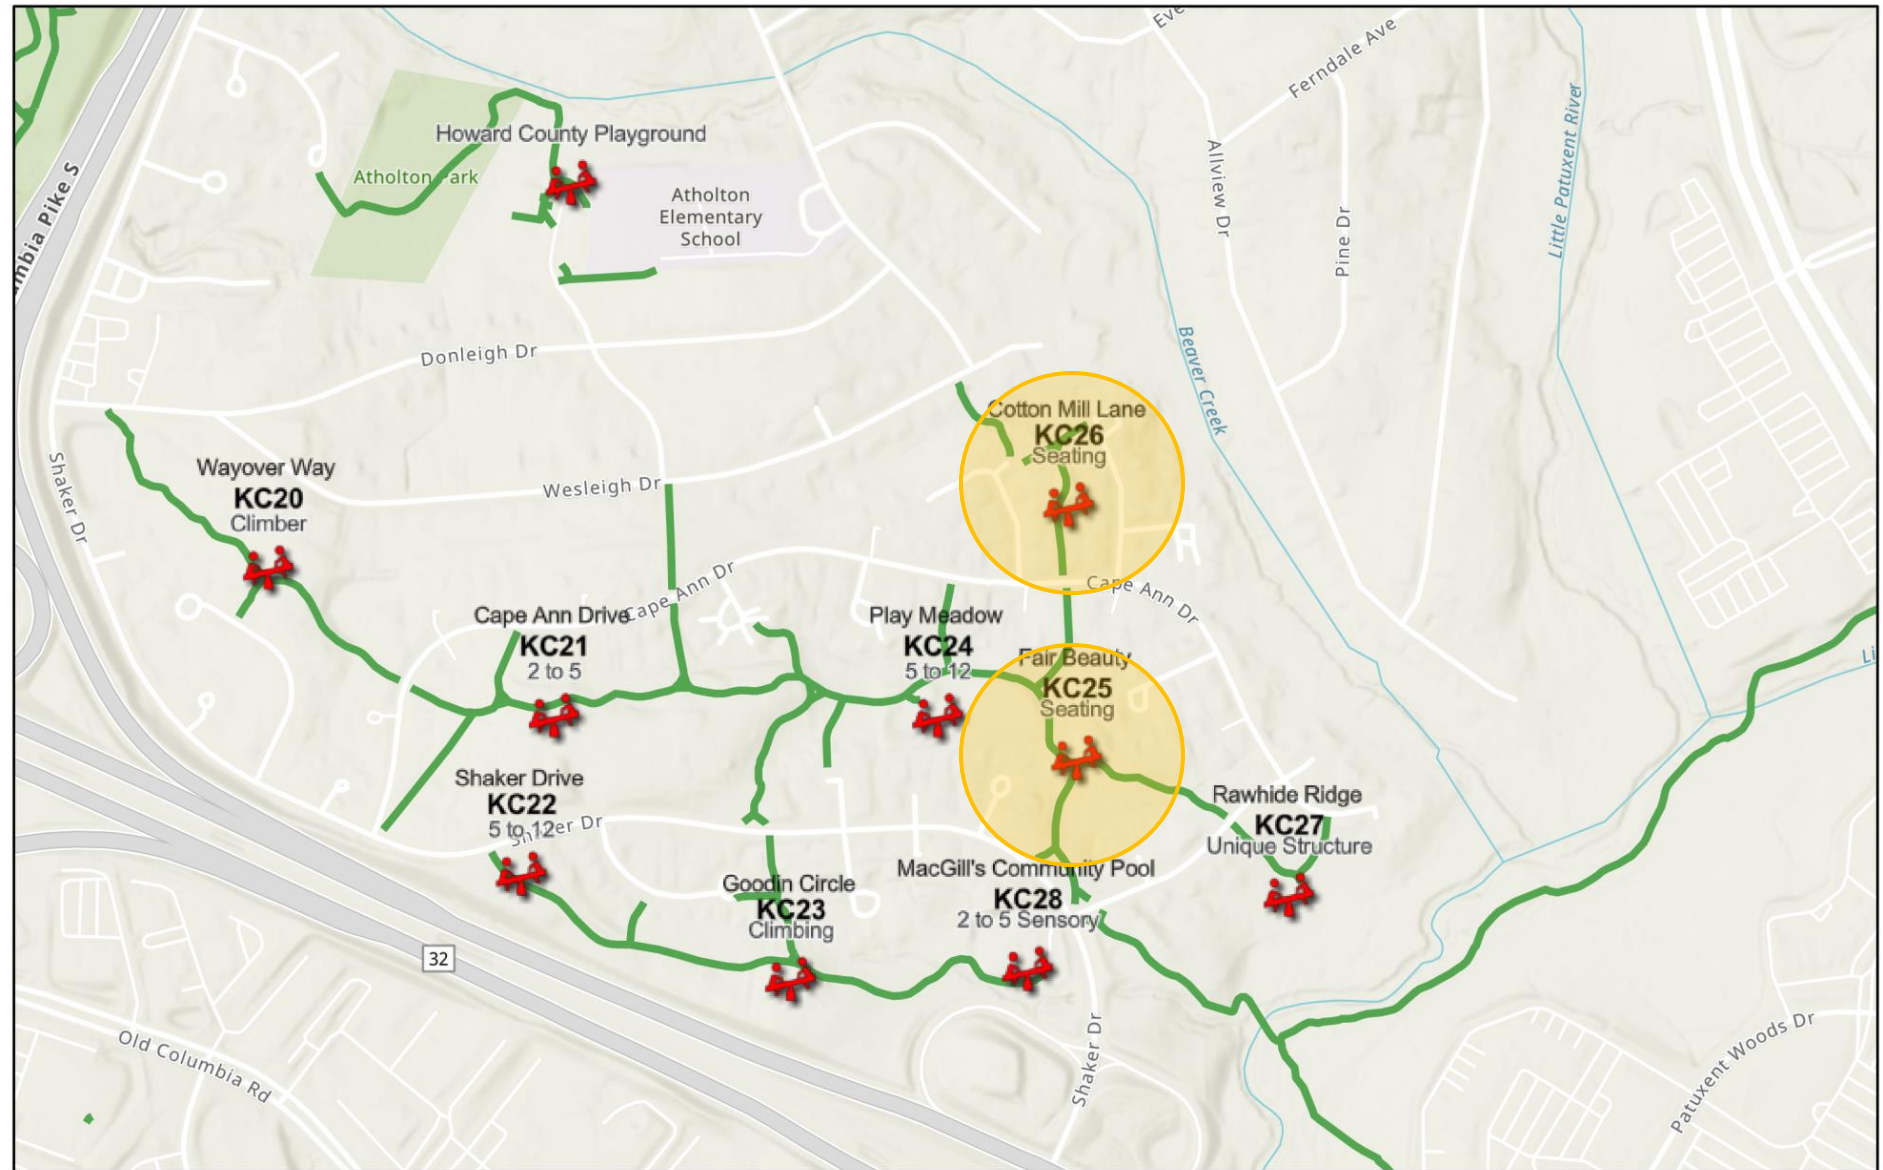 Eve
Ferndale Ave
Howard County Playground
Atholton Park
Atholton
Elementary
School
Allview Dr
Pine Dr
Little Patuxent River
umbia Pike S
Donleigh Dr
Beaver Creek
Cotton Mill Lane
KC26
Seating
Shaker Dr
Wayover Way
KC20
Climber
Wesleigh Dr
Cape Ann Dr
Cape Ann Dr
Cape Ann Drive
KC21
2 to 5
Play Meadow
KC24
5 to 12
Fair Beauty
KC25
Seating
Li
Shaker Drive
KC22
5 to 12
Shaker Dr
Rawhide Ridge
KC27
Unique Structure
MacGill's Community Pool
KC28
2 to 5 Sensory
Goodin Circle
KC23
Climbing
32
Old Columbia Rd
Shaker Dr
Patuxent Woods Dr